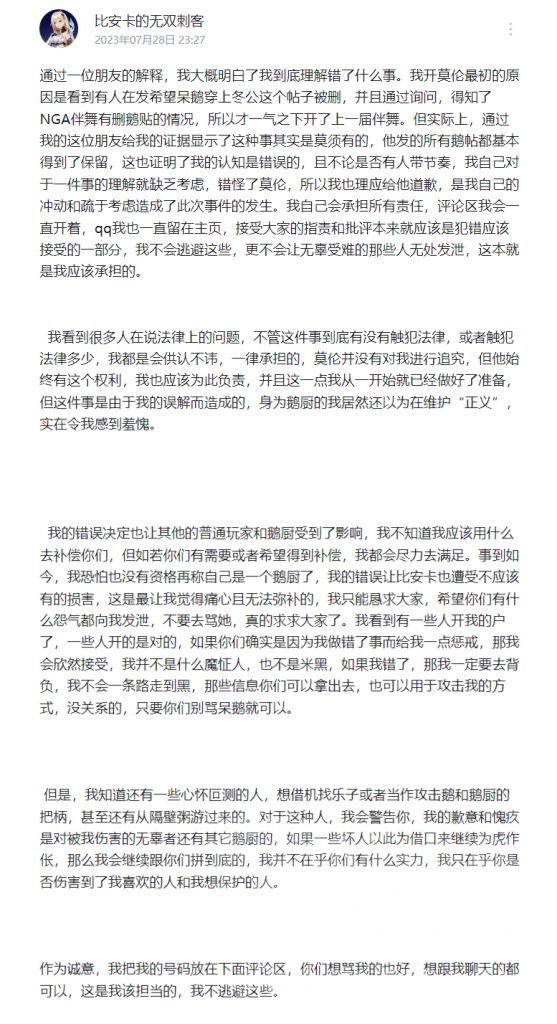 比安卡的无双刺客
2023年07月28日 23:27
通过一位朋友的解释，我大概明白了我到底理解错了什么事。我开莫伦最初的原
因是看到有人在发希望呆鹅穿上冬公这个帖子被删，并且通过询问，得知了
NGA伴舞有删鹅贴的情况，所以才一气之下开了上一届伴舞。但实际上，通过
我的这位朋友给我的证据显示了这种事其实是莫须有的，他发的所有鹅帖都基本
得到了保留，这也证明了我的认知是错误的，且不论是否有人带节奏，我自己对
于一件事的理解就缺乏考虑，错怪了莫伦，所以我也理应给他道歉，是我自己的
冲动和疏于考虑造成了此次事件的发生。我自己会承担所有责任，评论区我会一
直开着，qq我也一直留在主页，接受大家的指责和批评本来就应该是犯错应该
接受的一部分，我不会逃避这些，更不会让无辜受难的那些人无处发泄，这本就
是我应该承担的。
我看到很多人在说法律上的问题，不管这件事到底有没有触犯法律，或者触犯
法律多少，我都是会供认不讳，一律承担的，莫伦并没有对我进行追究，但他始
终有这个权利，我也应该为此负责，并且这一点我从一开始就已经做好了准备，
但这件事是由于我的误解而造成的，身为鹅厨的我居然还以为在维护“正义”，
实在令我感到羞愧。
我的错误决定也让其他的普通玩家和鹅厨受到了影响，我不知道我应该用什么
去补偿你们，但如若你们有需要或者希望得到补偿，我都会尽力去满足。事到如
今，我恐怕也没有资格再称自己是一个鹅厨了，我的错误让比安卡也遭受不应该
有的损害，这是最让我觉得痛心且无法弥补的，我只能恳求大家，希望你们有什
么怨气都向我发泄，不要去骂她，真的求求大家了。我看到有一些人开我的户
了，一些人开的是对的，如果你们确实是因为我做错了事而给我一点惩戒，那我
会欣然接受，我并不是什么魔怔人，也不是米黑，如果我错了，那我一定要去背
负，我不会一条路走到黑，那些信息你们可以拿出去，也可以用于攻击我的方
式，没关系的，只要你们别骂呆鹅就可以。
但是，我知道还有一些心怀叵测的人，想借机找乐子或者当作攻击鹅和鹅厨的
把柄，甚至还有从隔壁粥游过来的。对于这种人，我会警告你，我的歉意和愧疚
是对被我伤害的无辜者还有其它鹅厨的，如果一些坏人以此为借口来继续为虎作
伥，那么我会继续跟你们拼到底的，我并不在乎你们有什么实力，我只在乎你是
否伤害到了我喜欢的人和我想保护的人。
作为诚意，我把我的号码放在下面评论区，你们想骂我的也好，想跟我聊天的都
可以，这是我该担当的，我不逃避这些。